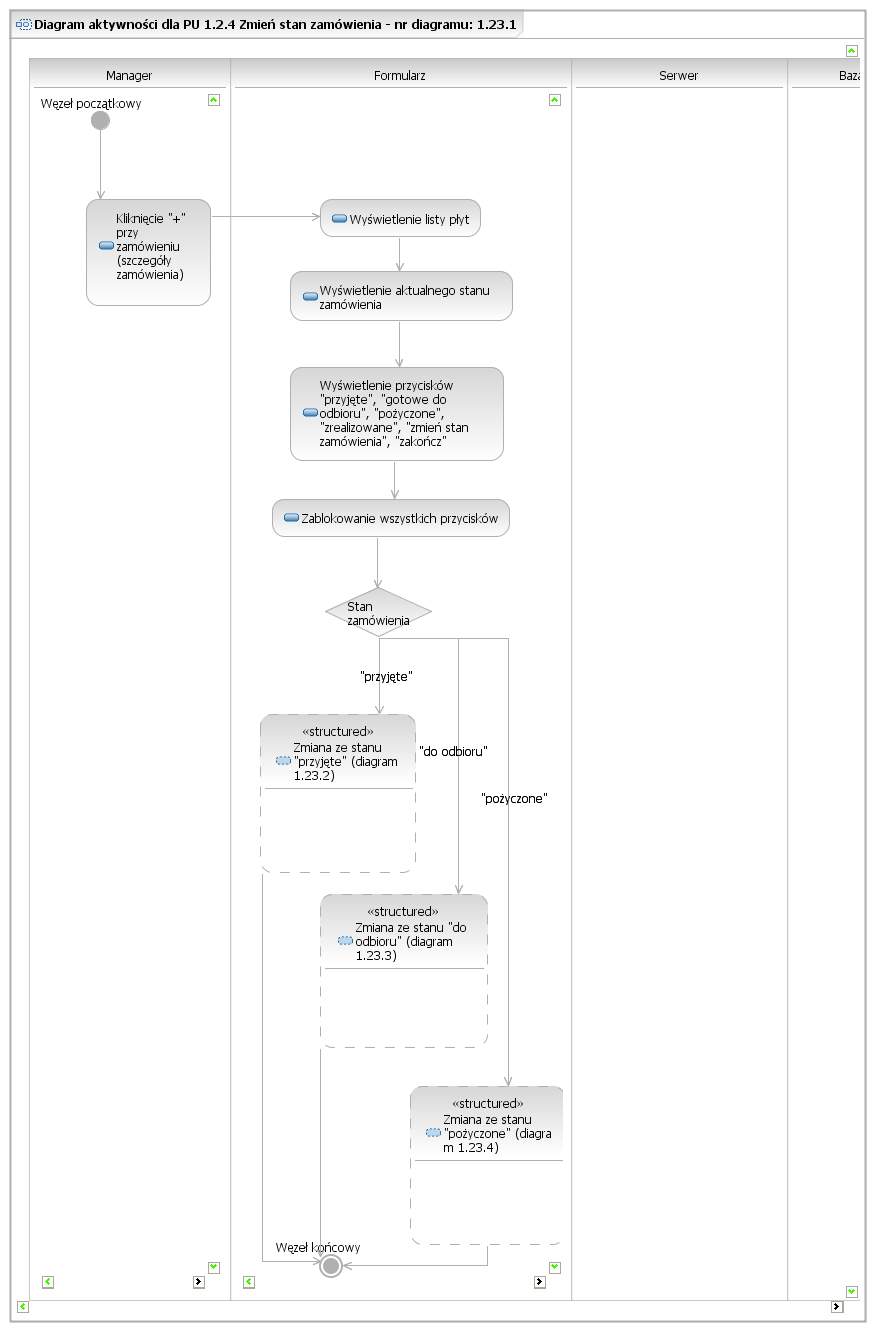 Diagram aktywności dla PU 1.2.4 Zmień stan zamówienia - nr diagramu: 1.23.1
Manager
Formularz
Serwer
Baza
Węzeł początkowy
Kliknięcie "+"
przy
zamówieniu
(szczegóły
zamówienia)
Wyświetlenie listy płyt
Wyświetlenie aktualnego stanu
zamówienia
Wyświetlenie przycisków
"przyjęte", "gotowe do
odbioru", "pożyczone",
"zrealizowane", "zmień stan
zamówienia", "zakończ"
Zablokowanie wszystkich przycisków
Stan
zamówienia
"przyjęte"
«structured»
Zmiana ze stanu
"przyjęte" (diagram
1.23.2)
"do odbioru"
"pożyczone"
«structured»
Zmiana ze stanu "do
odbioru" (diagram
1.23.3)
«structured»
Zmiana ze stanu
"pożyczone" (diagra
m 1.23.4)
Węzeł końcowy